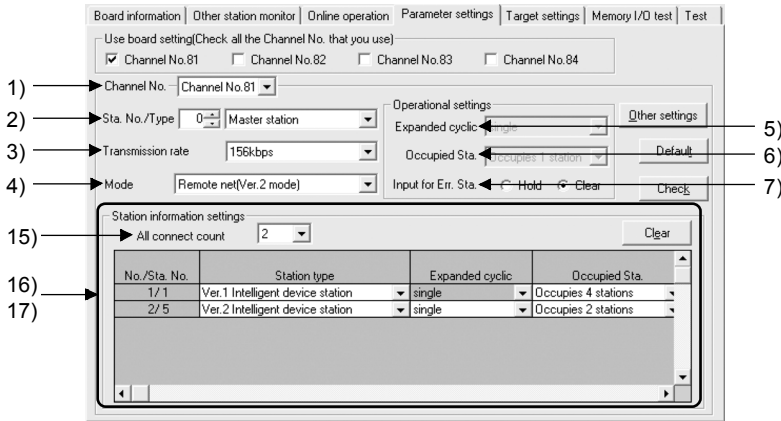 Board information Other station monitor Online operation Parameter settings Target settings Memory I/O test Test
Use board setting(Check all the Channel No. that you use)
Channel No.81 Channel No.82 Channel No.83 Channel No.84
1) Channel No. Channel No.81
2) Sta. No./Type 0 Master station
3) Transmission rate 156kbps
4) Mode Remote net(Ver.2 mode)
Operational settings
Expanded cyclic single 5)
Occupied Sta. Occupies 1 station 6)
Input for Err. Sta. Hold Clear 7)
Other settings
Default
Check
Station information settings
15) All connect count 2 Clear
16)
17)
No./Sta. No. Station type Expanded cyclic Occupied Sta.
1/ 1 Ver.1 Intelligent device station single Occupies 4 stations
2/ 5 Ver.2 Intelligent device station single Occupies 2 stations